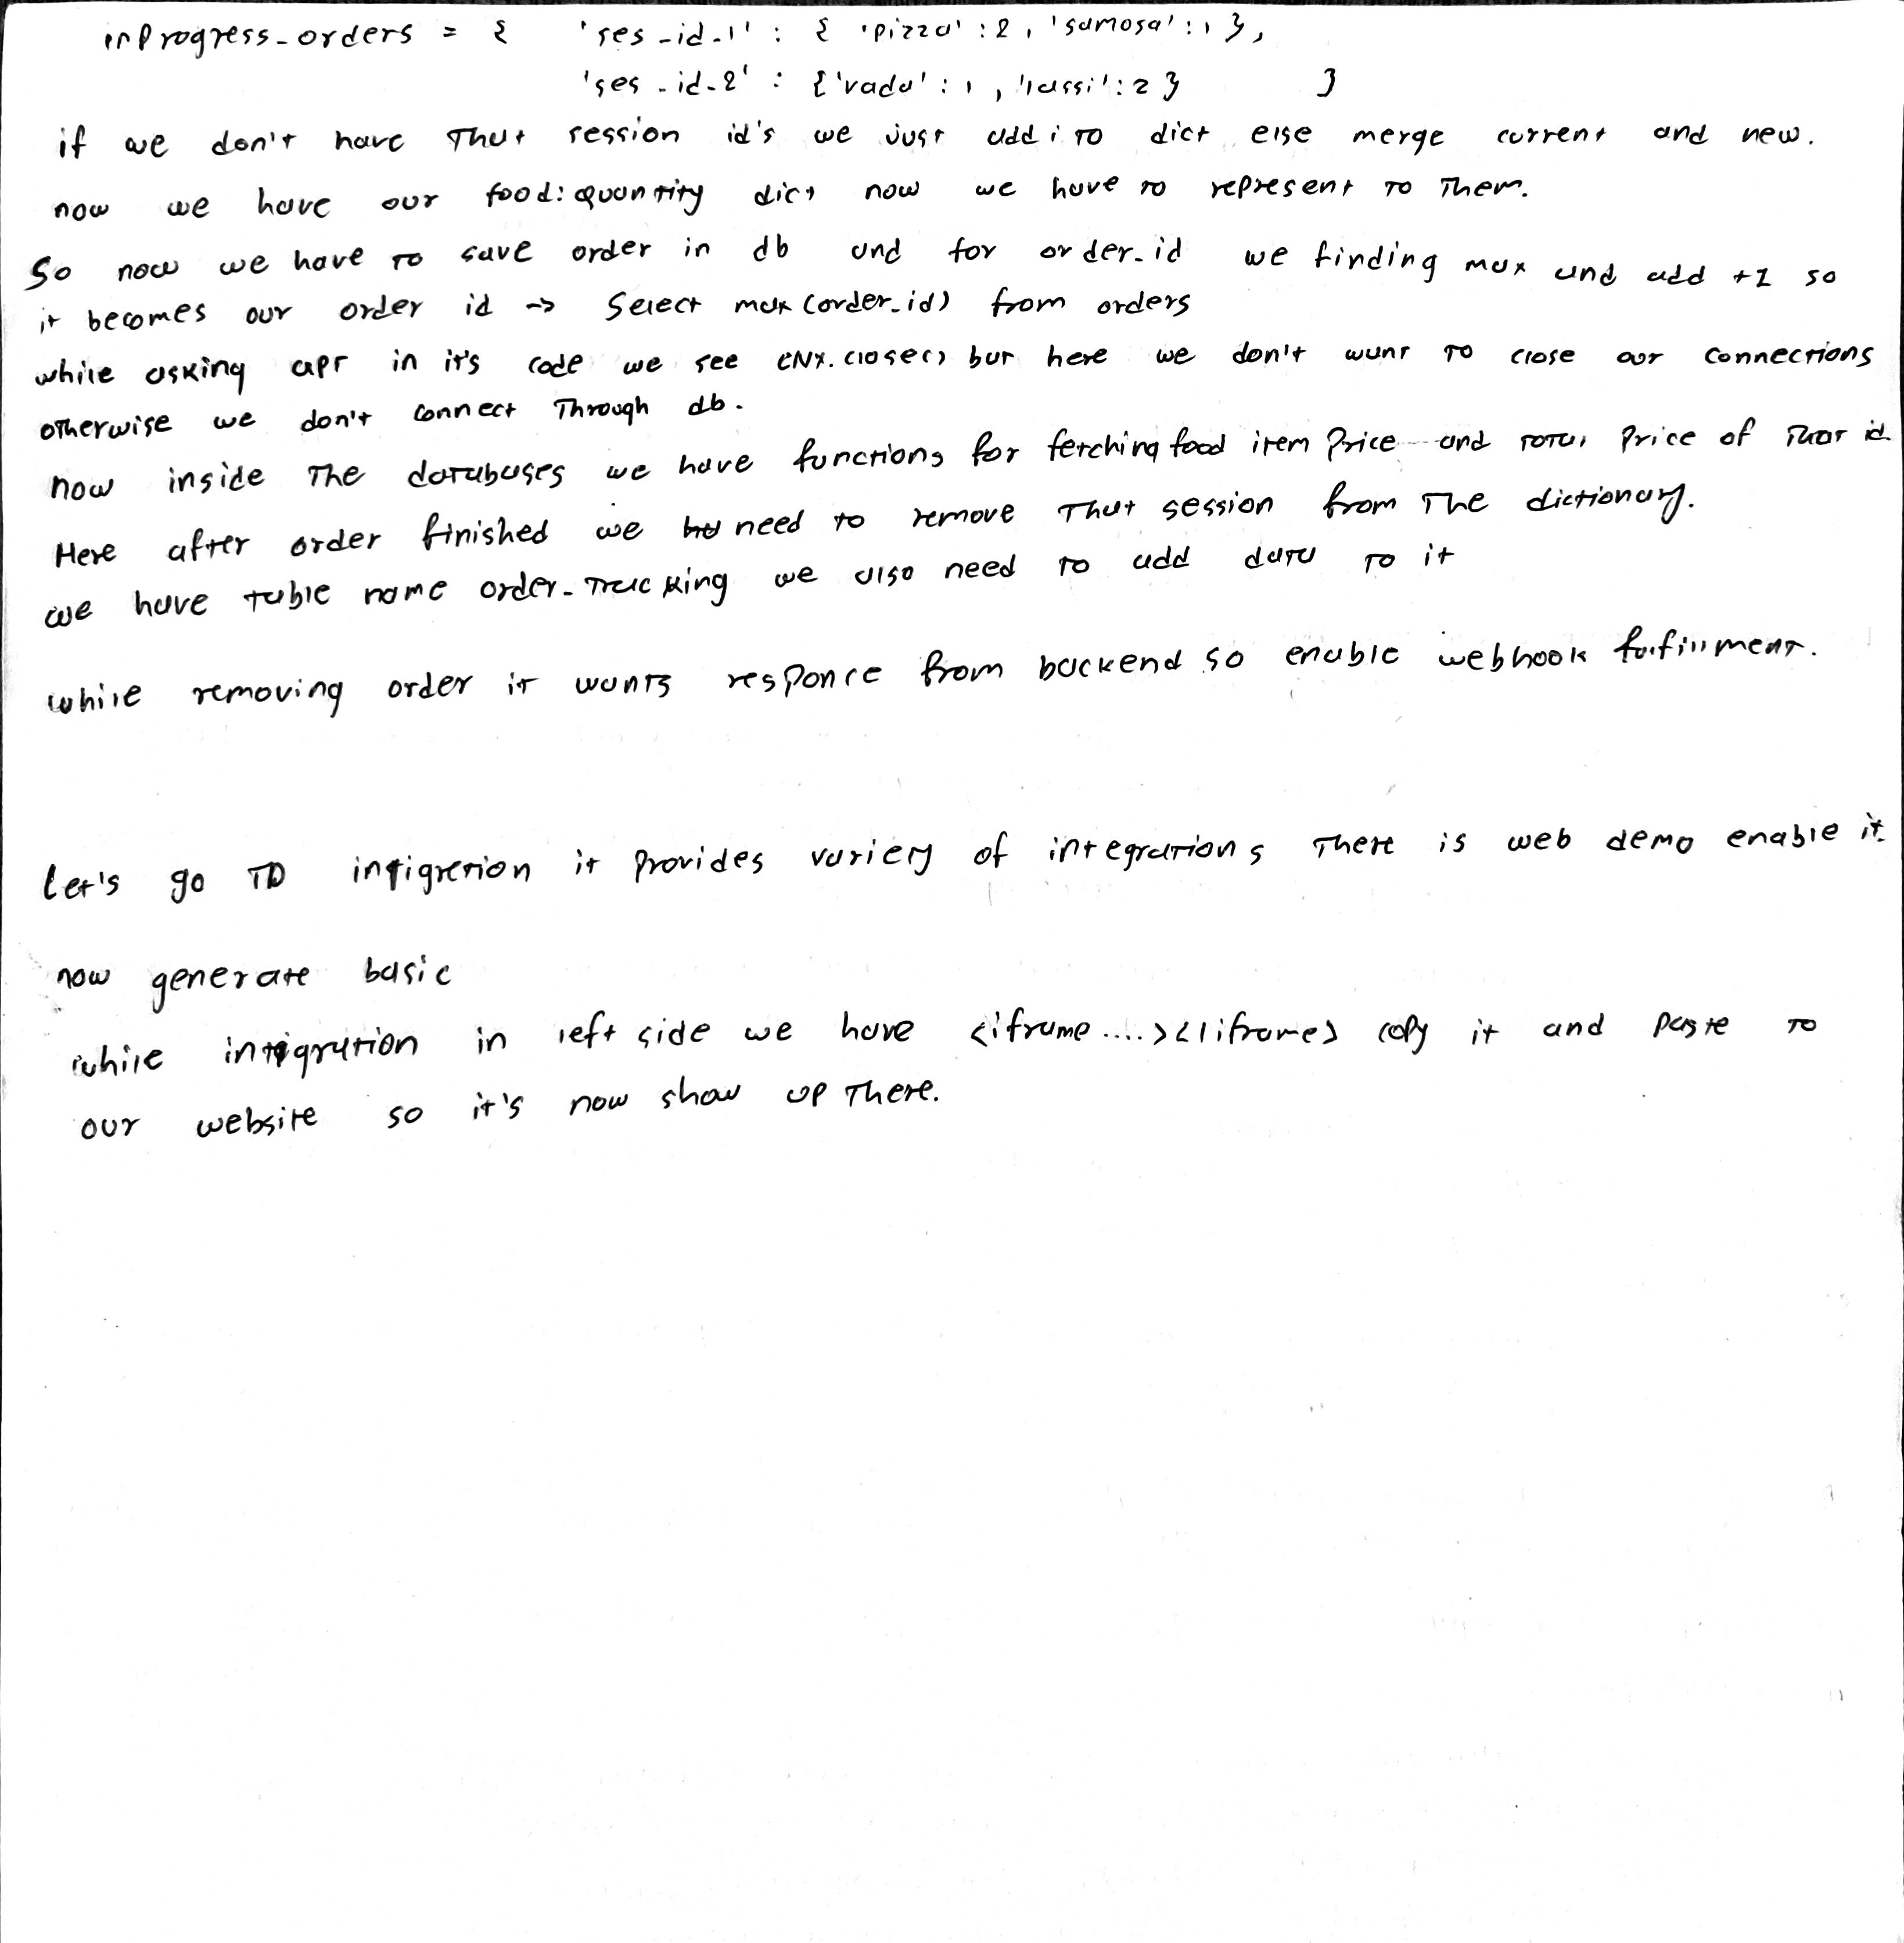 inprogress_orders = { 'ses_id_1' : { 'pizza' : 2, 'samosa' : 1 },
'ses_id_2' : {'vada' : 1 , 'lassi' : 2 } }
if we don't have that session id's we just add i to dict else merge current and new.
now we have our food: quantity dict now we have to represent to them.
So now we have to save order in db and for order_id we finding max and add +1 so
it becomes our order id -> Select max (order_id) from orders
while asking apr in it's code we see cnx.close() but here we don't want to close our connections
otherwise we don't connect through db.
now inside the databases we have functions for fetching food item price and total price of that id
Here after order finished we need to remove that session from the dictionary.
we have table name order_tracking we also need to add data to it
while removing order it wants responce from backend so enable webhook fulfillment.
Let's go to intigretion it provides variety of integrations there is web demo enable it.
now generate basic
while intigration in left side we have <iframe....></iframe> copy it and paste to
our website so it's now show up there.